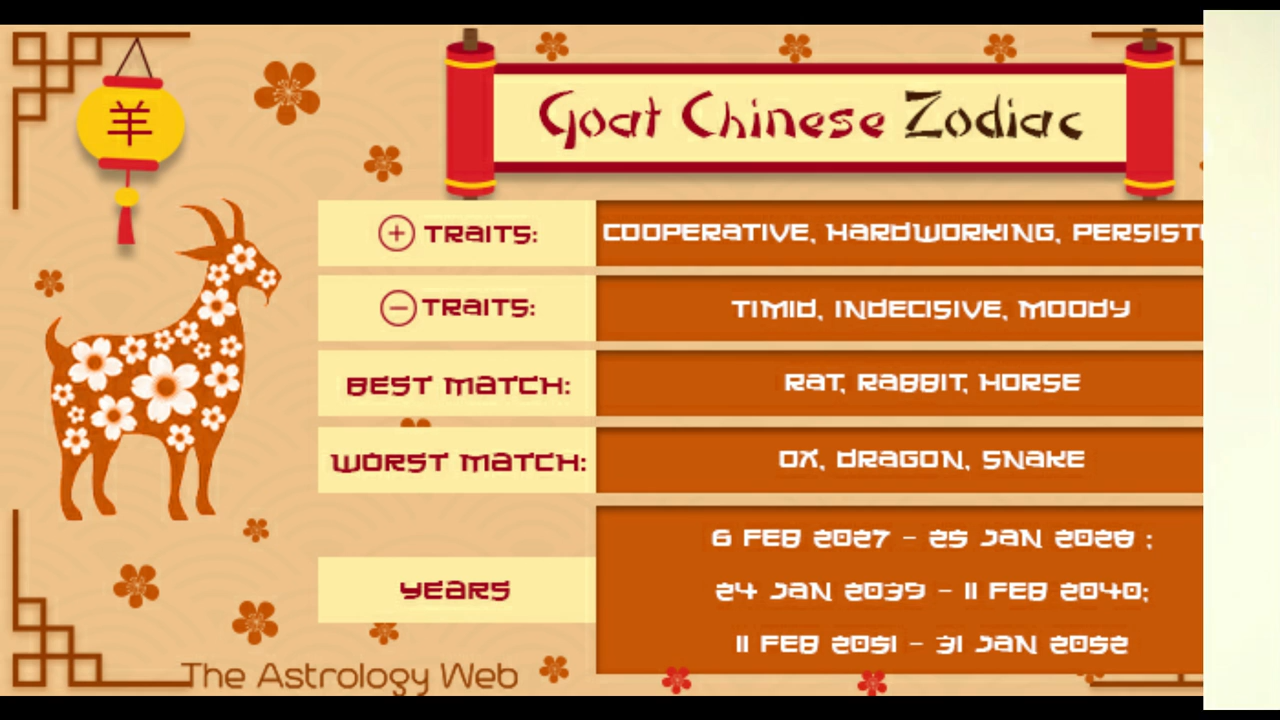 羊
Goat Chinese Zodiac
+ TRAITS: COOPERATIVE, HARDWORKING, PERSIST
- TRAITS: TIMID, INDECISIVE, MOODY
BEST MATCH: RAT, RABBIT, HORSE
WORST MATCH: OX, DRAGON, SNAKE
YEARS
6 FEB 2027 - 25 JAN 2028 ;
24 JAN 2039 - 11 FEB 2040;
11 FEB 2051 - 31 JAN 2052
The Astrology Web